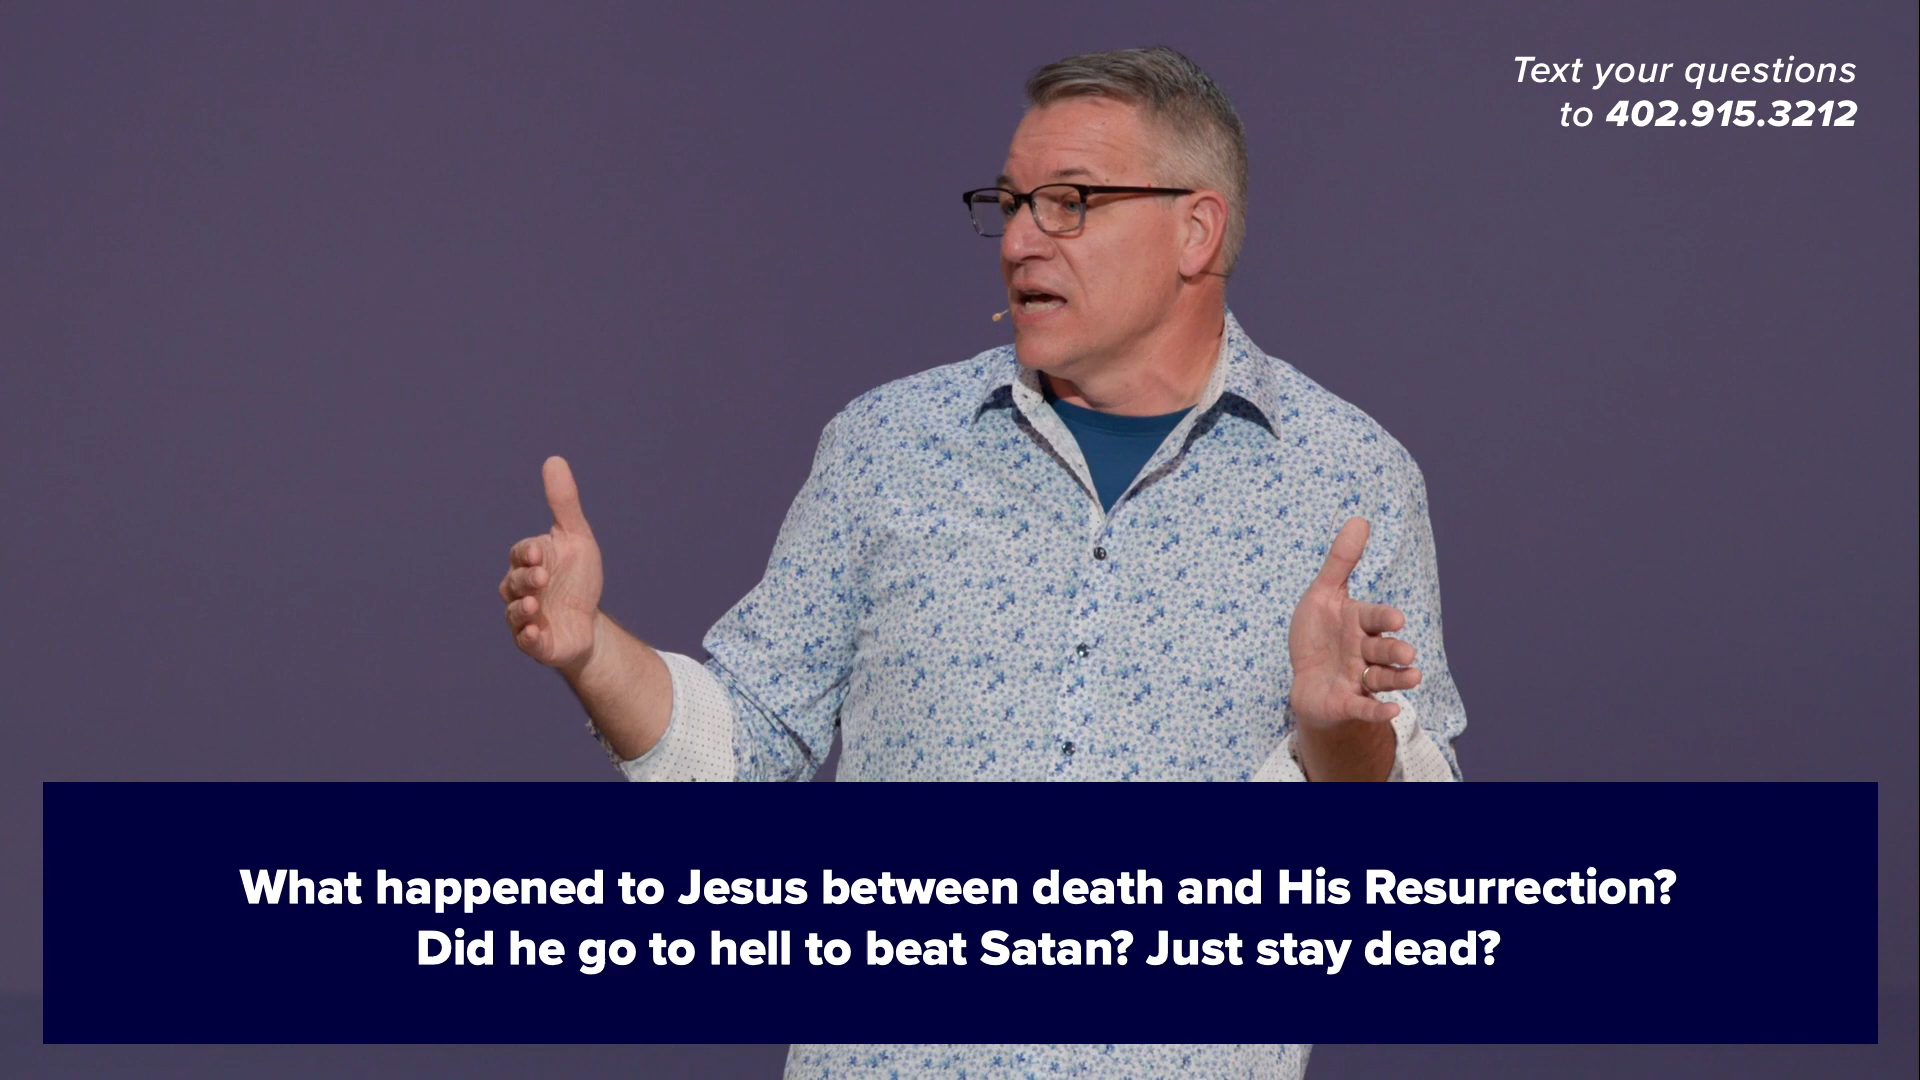 Text your questions
to 402.915.3212
What happened to Jesus between death and His Resurrection?
Did he go to hell to beat Satan? Just stay dead?